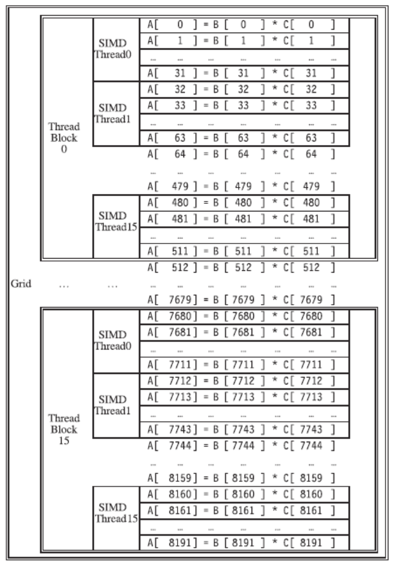 A[ 0 ] = B [ 0 ] * C[ 0 ]
SIMD Thread0 A[ 1 ] = B [ 1 ] * C[ 1 ]
... ... ... ...
A[ 31 ] = B [ 31 ] * C[ 31 ]
A[ 32 ] = B [ 32 ] * C[ 32 ]
SIMD Thread1 A[ 33 ] = B [ 33 ] * C[ 33 ]
... ... ... ...
Thread Block 0 A[ 63 ] = B [ 63 ] * C[ 63 ]
A[ 64 ] = B [ 64 ] * C[ 64 ]
... ... ... ...
A[ 479 ] = B [ 479 ] * C[ 479 ]
A[ 480 ] = B [ 480 ] * C[ 480 ]
SIMD Thread15 A[ 481 ] = B [ 481 ] * C[ 481 ]
... ... ... ...
A[ 511 ] = B [ 511 ] * C[ 511 ]
A[ 512 ] = B [ 512 ] * C[ 512 ]
Grid ... ... ... ... ... ...
A[ 7679 ] = B [ 7679 ] * C[ 7679 ]
A[ 7680] = B [ 7680 ] * C[ 7680 ]
SIMD Thread0 A[ 7681] = B [ 7681 ] * C[ 7681 ]
... ... ... ...
A[ 7711] = B [ 7711 ] * C[ 7711 ]
A[ 7712] = B [ 7712 ] * C[ 7712 ]
SIMD Thread1 A[ 7713] = B [ 7713 ] * C[ 7713 ]
... ... ... ...
Thread Block 15 A[ 7743] = B [ 7743 ] * C[ 7743 ]
A[ 7744] = B [ 7744 ] * C[ 7744 ]
... ... ... ...
A[ 8159] = B [ 8159 ] * C[ 8159 ]
A[ 8160] = B [ 8160 ] * C[ 8160 ]
SIMD Thread15 A[ 8161] = B [ 8161 ] * C[ 8161 ]
... ... ... ...
A[ 8191] = B [ 8191 ] * C[ 8191 ]